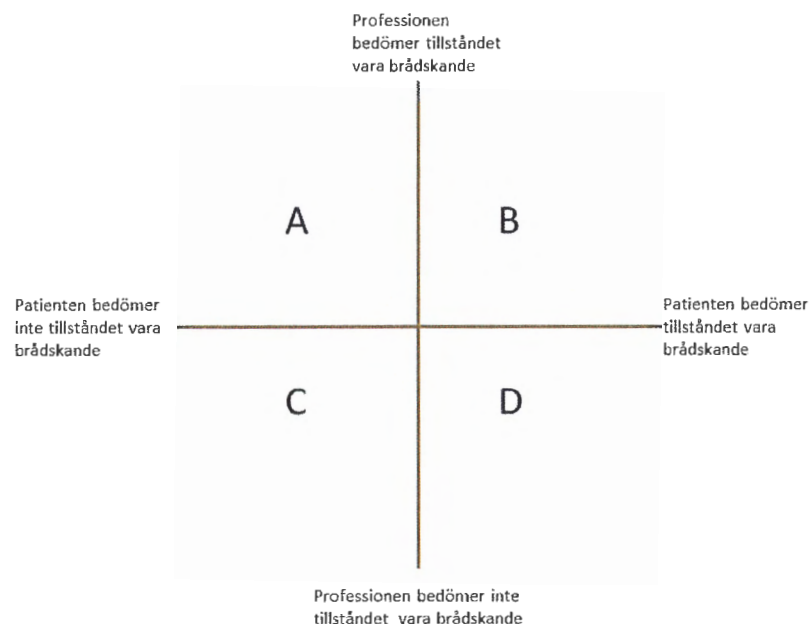 Professionen
bedömer tillståndet
vara brådskande
A
B
Patienten bedömer
inte tillståndet vara
brådskande
Patienten bedömer
tillståndet vara
brådskande
C
D
Professionen bedömer inte
tillståndet vara brådskande